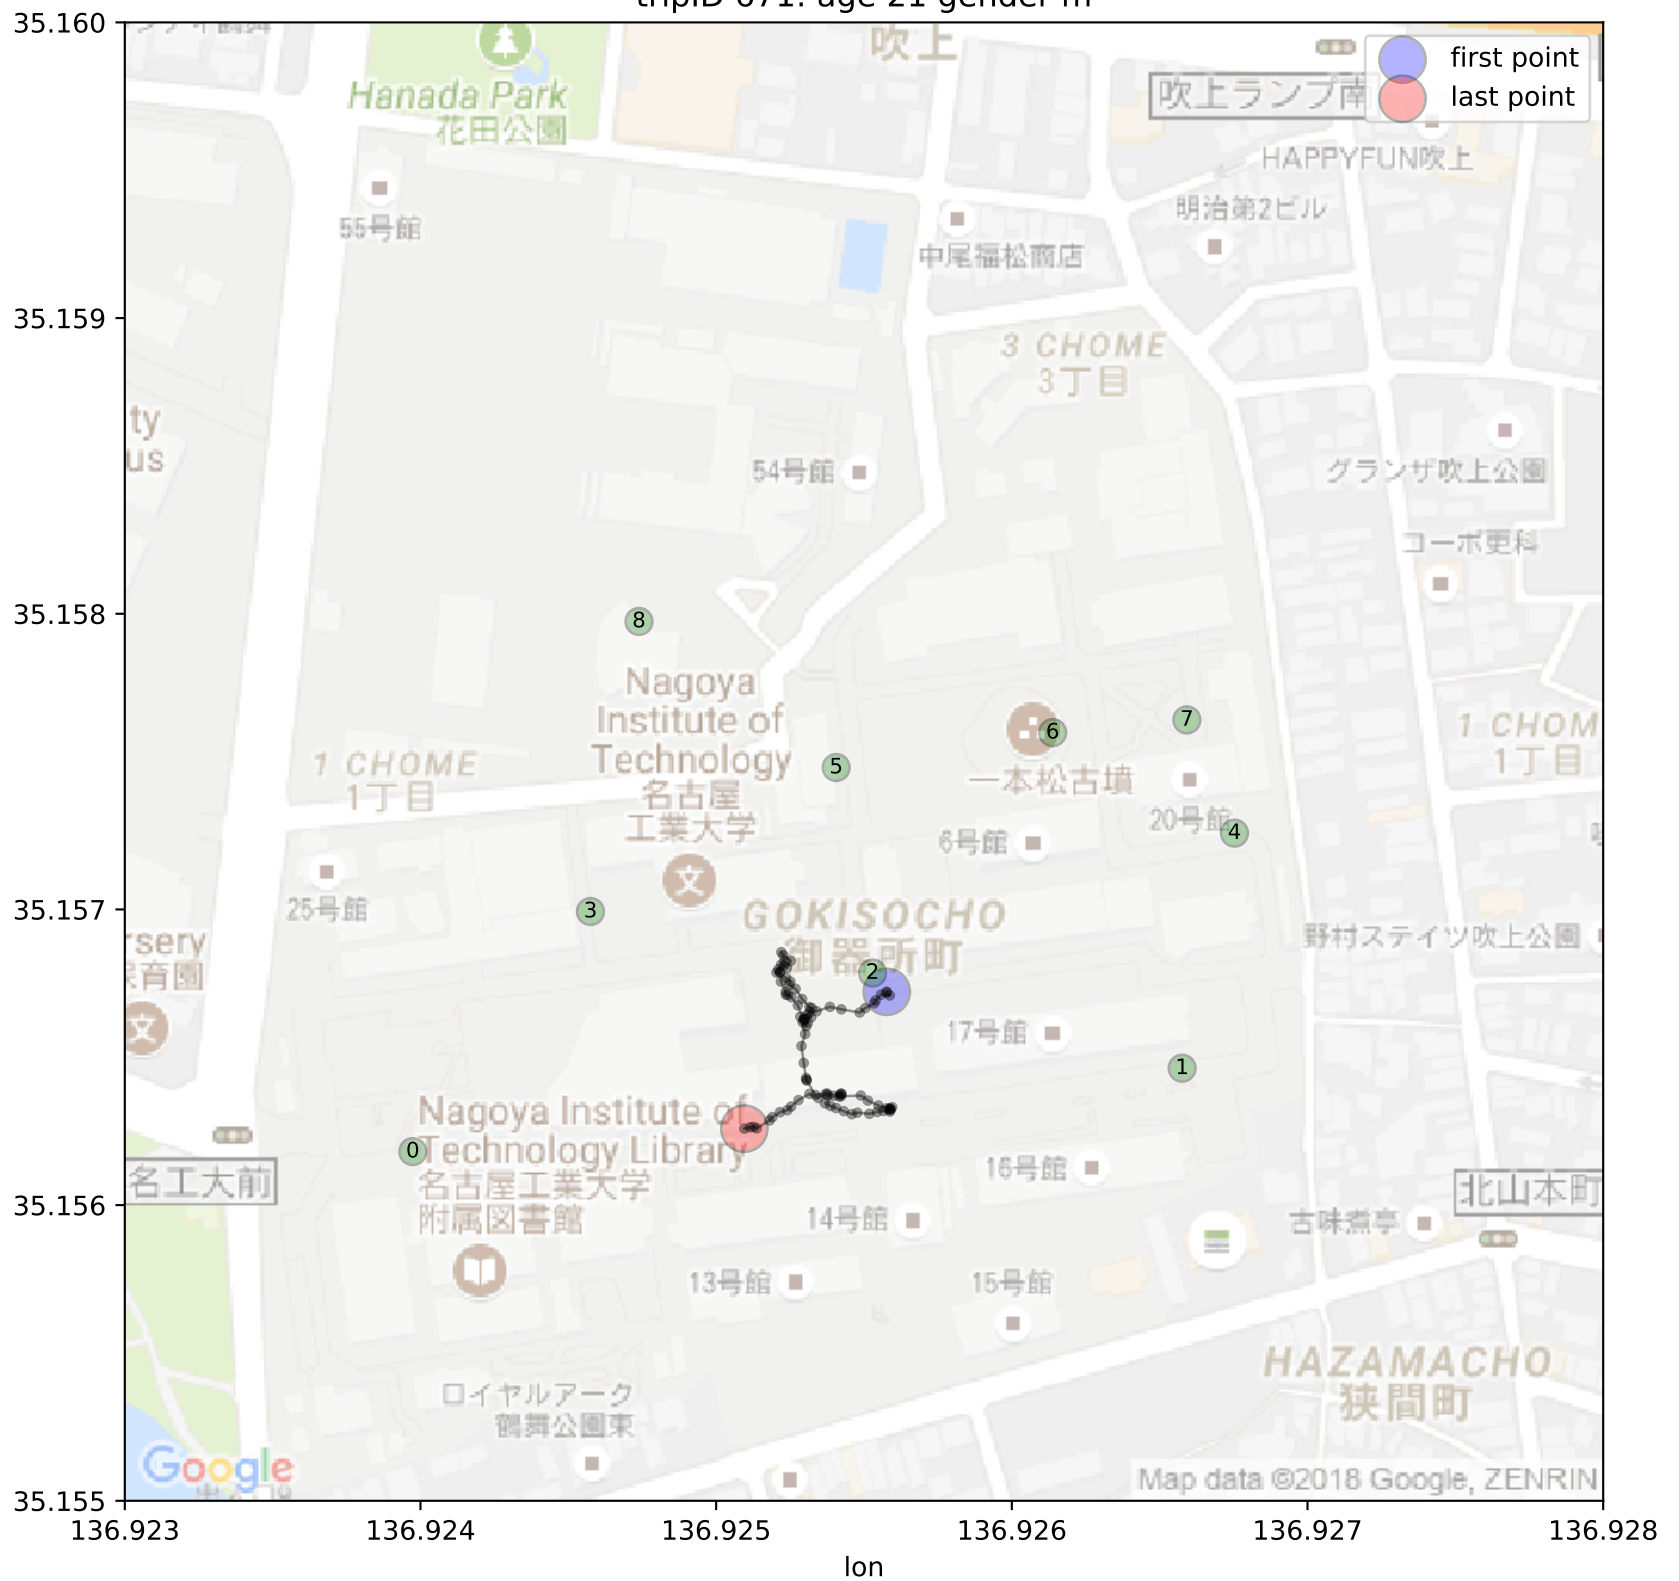 35.160
吹上
first point
last point
Hanada Park
花田公園
吹上ランプ南
HAPPYFUN吹上
明治第2ビル
55号館
中尾福松商店
35.159
3 CHOME
3丁目
ty
us
54号館
グランザ吹上公園
コーポ更科
35.158
8
Nagoya
Institute of
Technology
名古屋
工業大学
6
7
1 CHOM
1丁目
1 CHOME
1丁目
5
一本松古墳
20号館
4
6号館
25号館
3
35.157
GOKISOCHO
御器所町
野村ステイツ吹上公園
rsery
育園
2
17号館
1
Nagoya Institute of
Technology Library
名古屋工業大学
附属図書館
0
名工大前
16号館
北山本町
35.156
14号館
古味煮亭
13号館
15号館
HAZAMACHO
狭間町
ロイヤルアーク
鶴舞公園東
Google
Map data ©2018 Google, ZENRIN
35.155
136.923
136.924
136.925
136.926
136.927
136.928
lon